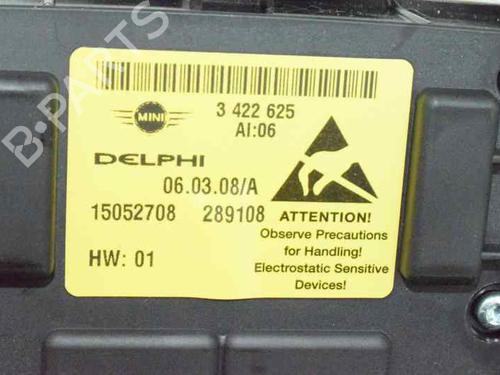 B-PARTS
MINI
3 422 625
AI:06
DELPHI
06.03.08/A
15052708 289108
HW: 01
ATTENTION!
Observe Precautions
for Handling!
Electrostatic Sensitive
Devices!